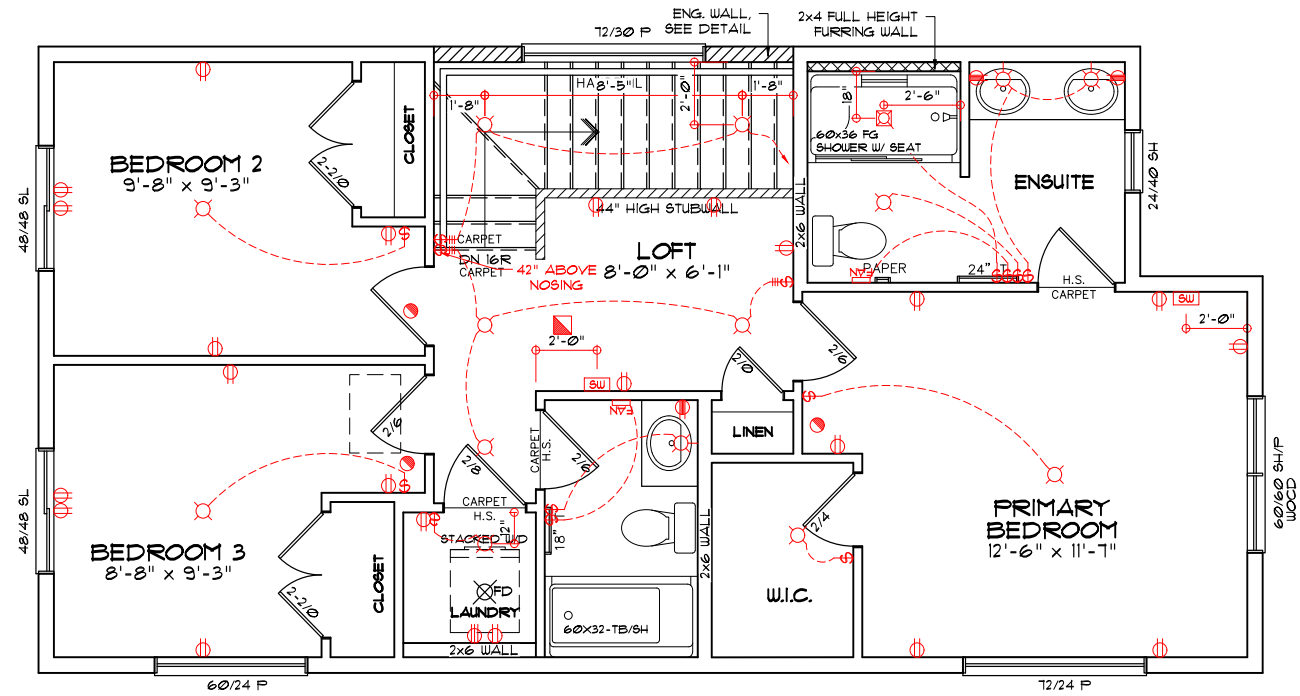 ENG. WALL,
SEE DETAIL
72/30 P
2x4 FULL HEIGHT
FURRING WALL
8'-5"
1'-8"
2'-0"
1'-8"
18"
2'-6"
60x36 FG
SHOWER W/ SEAT
CLOSET
BEDROOM 2
9'-8" x 9'-3"
2-2/0
48/48 SL
2x6 WALL
ENSUITE
24/40 SH
44" HIGH STUBWALL
CARPET
DN 16R
CARPET
LOFT
8'-0" x 6'-1"
42" ABOVE
NOSING
FAN
PAPER
24"
H.S.
CARPET
SW
2'-0"
2'-0"
SW
2/0
2/6
FAN
LINEN
2/6
CARPET
H.S.
2/6
2/8
CARPET
H.S.
12"
18"
STACKED W/D
FD
LAUNDRY
2x6 WALL
60X32-TB/SH
2x6 WALL
2/4
W.I.C.
PRIMARY
BEDROOM
12'-6" x 11'-7"
60/60 SH/P
WOCD
48/48 SL
BEDROOM 3
8'-8" x 9'-3"
2-2/0
CLOSET
60/24 P
72/24 P